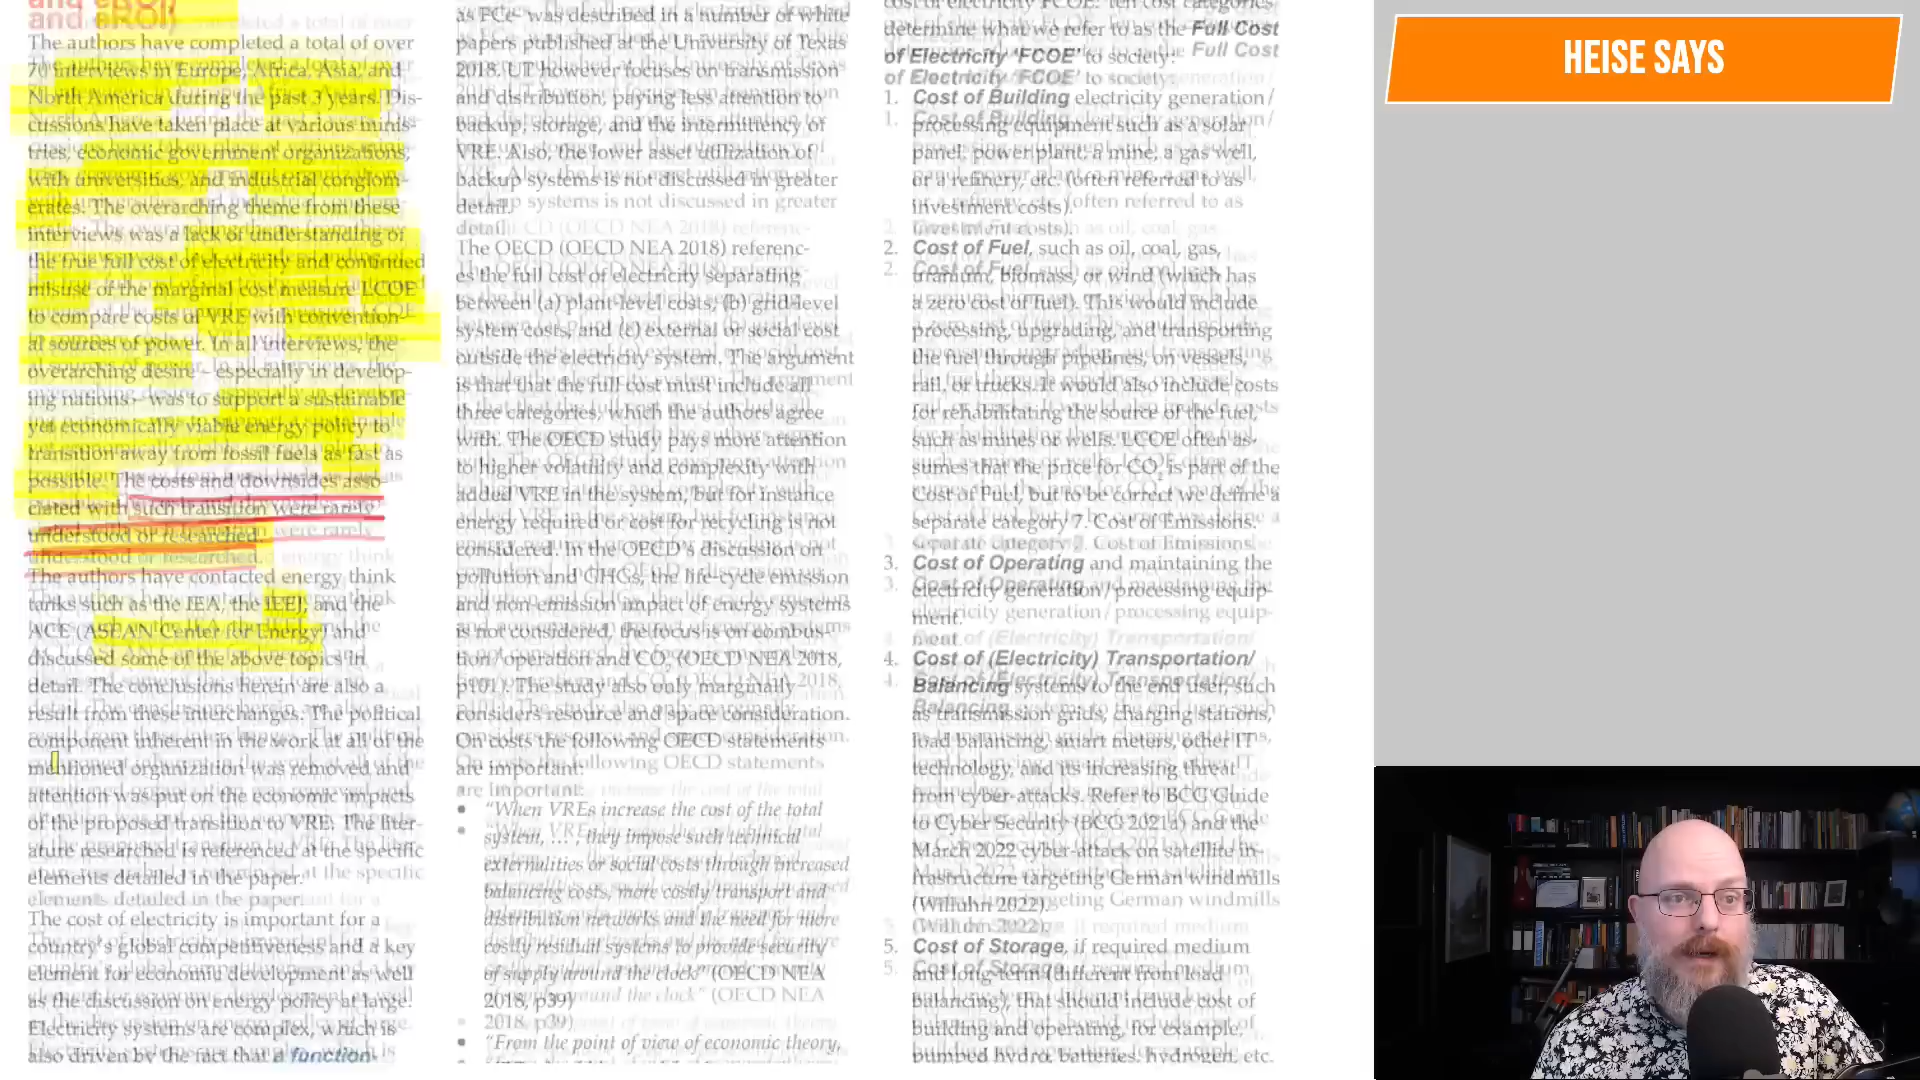 and eROI)
The authors have completed a total of over
70 interviews in Europe, Africa, Asia, and
North America during the past 3 years. Dis-
cussions have taken place at various minis-
tries, economic government organizations,
with universities, and industrial conglom-
erates. The overarching theme from these
interviews was a lack of understanding of
the true full cost of electricity and continued
misuse of the marginal cost measure LCOE
to compare costs of VRE with convention-
al sources of power. In all interviews, the
overarching desire – especially in develop-
ing nations – was to support a sustainable
yet economically viable energy policy to
transition away from fossil fuels as fast as
possible. The costs and downsides asso-
ciated with such transition were rarely
understood or researched.
The authors have contacted energy think
tanks such as the IEA, the IEEJ, and the
ACE (ASEAN Center for Energy) and
discussed some of the above topics in
detail. The conclusions herein are also a
result from these interchanges. The political
component inherent in the work at all of the
mentioned organization was removed and
attention was put on the economic impacts
of the proposed transition to VRE. The liter-
ature researched is referenced at the specific
elements detailed in the paper.
The cost of electricity is important for a
country's global competitiveness and a key
element for economic development as well
as the discussion on energy policy at large.
Electricity systems are complex, which is
also driven by the fact that a function
as FCe- was described in a number of white
papers published at the University of Texas
2018. UT however focuses on transmission
and distribution, paying less attention to
backup, storage, and the intermittency of
VRE. Also, the lower asset utilization of
backup systems is not discussed in greater
detail.
The OECD (OECD NEA 2018) referenc-
es the full cost of electricity separating
between (a) plant-level costs, (b) grid-level
system costs, and (c) external or social cost
outside the electricity system. The argument
is that that the full cost must include all
three categories, which the authors agree
with. The OECD study pays more attention
to higher volatility and complexity with
added VRE in the system, but for instance
energy required or cost for recycling is not
considered. In the OECD's discussion on
pollution and GHGs, the life-cycle emission
and non-emission impact of energy systems
is not considered, the focus is on combus-
tion/operation and CO2 (OECD NEA 2018,
p101). The study also only marginally
considers resource and space consideration.
On costs the following OECD statements
are important:
• "When VREs increase the cost of the total
system, … , they impose such technical
externalities or social costs through increased
balancing costs, more costly transport and
distribution networks and the need for more
costly residual systems to provide security
of supply around the clock" (OECD NEA
2018, p39)
• "From the point of view of economic theory,
cost of electricity FCOE: ten cost categories
determine what we refer to as the Full Cost
of Electricity 'FCOE' to society:
1. Cost of Building electricity generation/
processing equipment such as a solar
panel, power plant, a mine, a gas well,
or a refinery, etc. (often referred to as
investment costs).
2. Cost of Fuel, such as oil, coal, gas,
uranium, biomass, or wind (which has
a zero cost of fuel). This would include
processing, upgrading, and transporting
the fuel through pipelines, on vessels,
rail, or trucks. It would also include costs
for rehabilitating the source of the fuel,
such as mines or wells. LCOE often as-
sumes that the price for CO2 is part of the
Cost of Fuel, but to be correct we define a
separate category 7. Cost of Emissions.
3. Cost of Operating and maintaining the
electricity generation/processing equip-
ment.
4. Cost of (Electricity) Transportation/
Balancing systems to the end user, such
as transmission grids, charging stations,
load balancing, smart meters, other IT
technology, and its increasing threat
from cyber-attacks. Refer to BCG Guide
to Cyber Security (BCG 2021a) and the
March 2022 cyber-attack on satellite in-
frastructure targeting German windmills
(Willuhn 2022).
5. Cost of Storage, if required medium
and long-term (different from load
balancing), that should include cost of
building and operating, for example,
pumped hydro, batteries, hydrogen, etc.
HEISE SAYS